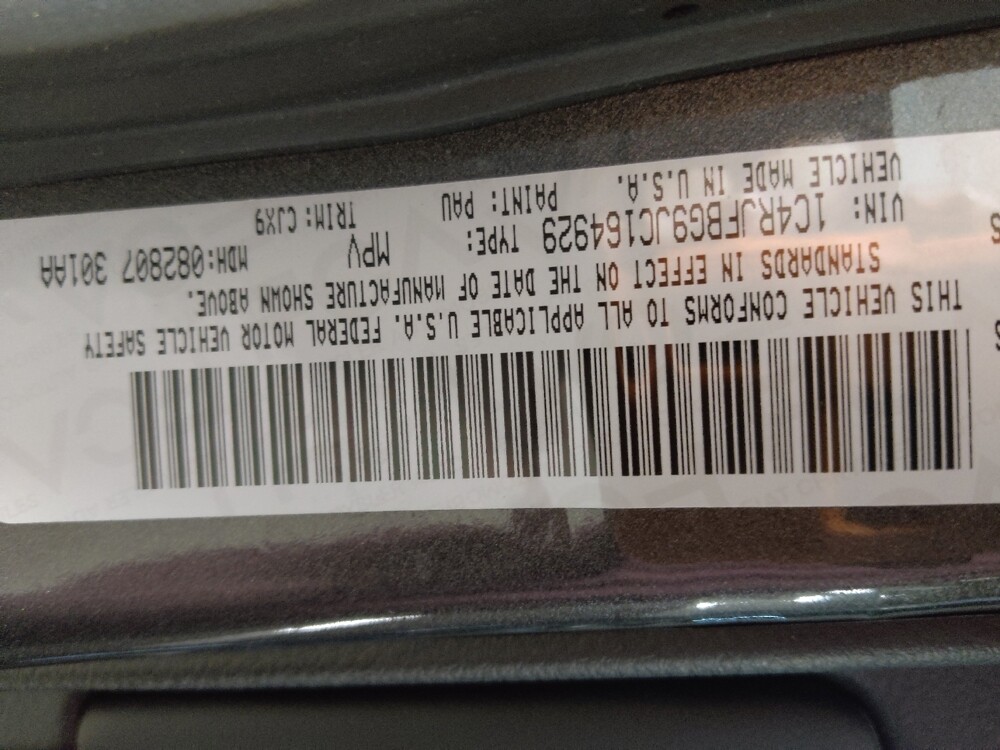 THIS VEHICLE CONFORMS TO ALL APPLICABLE U.S.A. FEDERAL MOTOR VEHICLE SAFETY
STANDARDS IN EFFECT ON THE DATE OF MANUFACTURE SHOWN ABOVE.
VIN: 1C4RJFBG9JC164929 TYPE: MPV MDH:082807 301AA
PAINT: PAU TRIM: CJX9
VEHICLE MADE IN U.S.A.